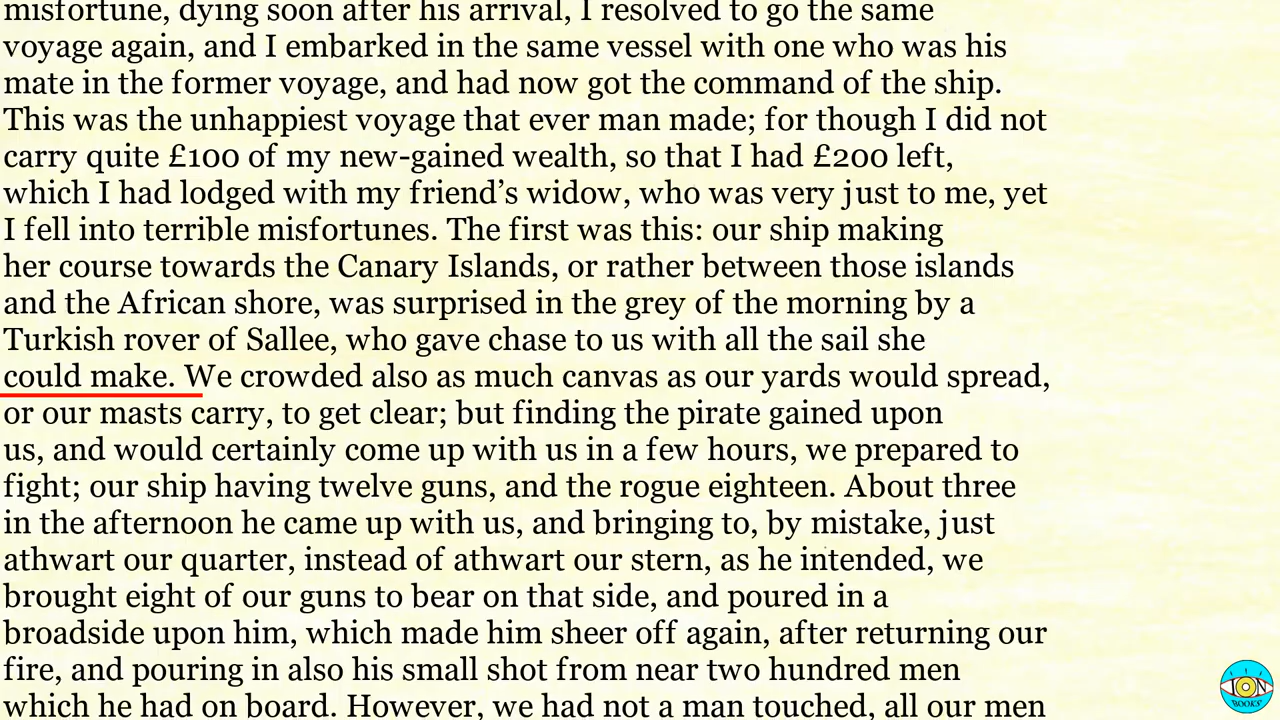 misfortune, dying soon after his arrival, I resolved to go the same
voyage again, and I embarked in the same vessel with one who was his
mate in the former voyage, and had now got the command of the ship.
This was the unhappiest voyage that ever man made; for though I did not
carry quite £100 of my new-gained wealth, so that I had £200 left,
which I had lodged with my friend’s widow, who was very just to me, yet
I fell into terrible misfortunes. The first was this: our ship making
her course towards the Canary Islands, or rather between those islands
and the African shore, was surprised in the grey of the morning by a
Turkish rover of Sallee, who gave chase to us with all the sail she
could make. We crowded also as much canvas as our yards would spread,
or our masts carry, to get clear; but finding the pirate gained upon
us, and would certainly come up with us in a few hours, we prepared to
fight; our ship having twelve guns, and the rogue eighteen. About three
in the afternoon he came up with us, and bringing to, by mistake, just
athwart our quarter, instead of athwart our stern, as he intended, we
brought eight of our guns to bear on that side, and poured in a
broadside upon him, which made him sheer off again, after returning our
fire, and pouring in also his small shot from near two hundred men
which he had on board. However, we had not a man touched, all our men
ION
BOOKS